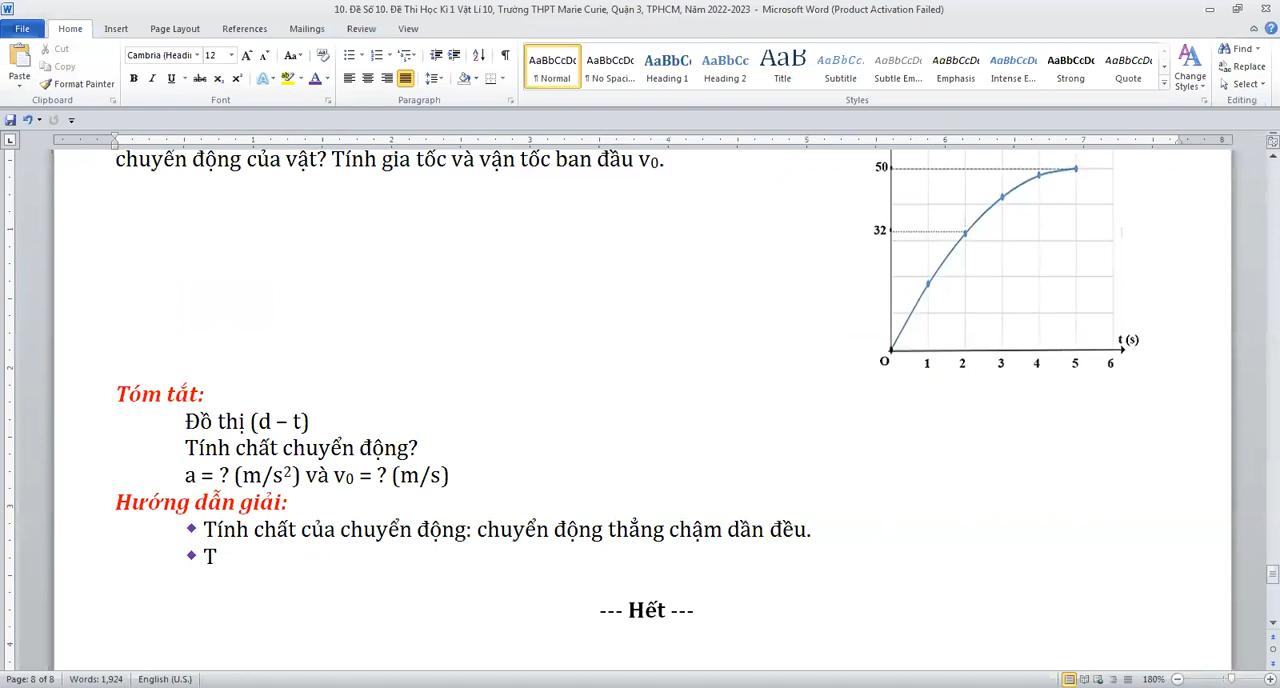 10. Đề Số 10. Đề Thi Học Kì 1 Vật Lí 10, Trường THPT Marie Curie, Quận 3, TPHCM, Năm 2022-2023 - Microsoft Word (Product Activation Failed)
File Home Insert Page Layout References Mailings Review View
Paste Cut Copy Format Painter
Cambria (Headi 12
AaBbCcDc AaBbCcDc AaBbC AaBbCc AaB AaBbCc. AaBbCcDc AaBbCcDc AaBbCcDc AaBbCcDc AaBbCcDc
¶ Normal ¶ No Spaci... Heading 1 Heading 2 Title Subtitle Subtle Em... Emphasis Intense E... Strong Quote
Change Styles
Find Replace Select
Clipboard Font Paragraph Styles Editing
chuyển động của vật? Tính gia tốc và vận tốc ban đầu v₀.
50
32
t (s)
O 1 2 3 4 5 6
Tóm tắt:
Đồ thị (d – t)
Tính chất chuyển động?
a = ? (m/s²) và v₀ = ? (m/s)
Hướng dẫn giải:
Tính chất của chuyển động: chuyển động thẳng chậm dần đều.
T
--- Hết ---
Page: 8 of 8 Words: 1,924 English (U.S.) 180%